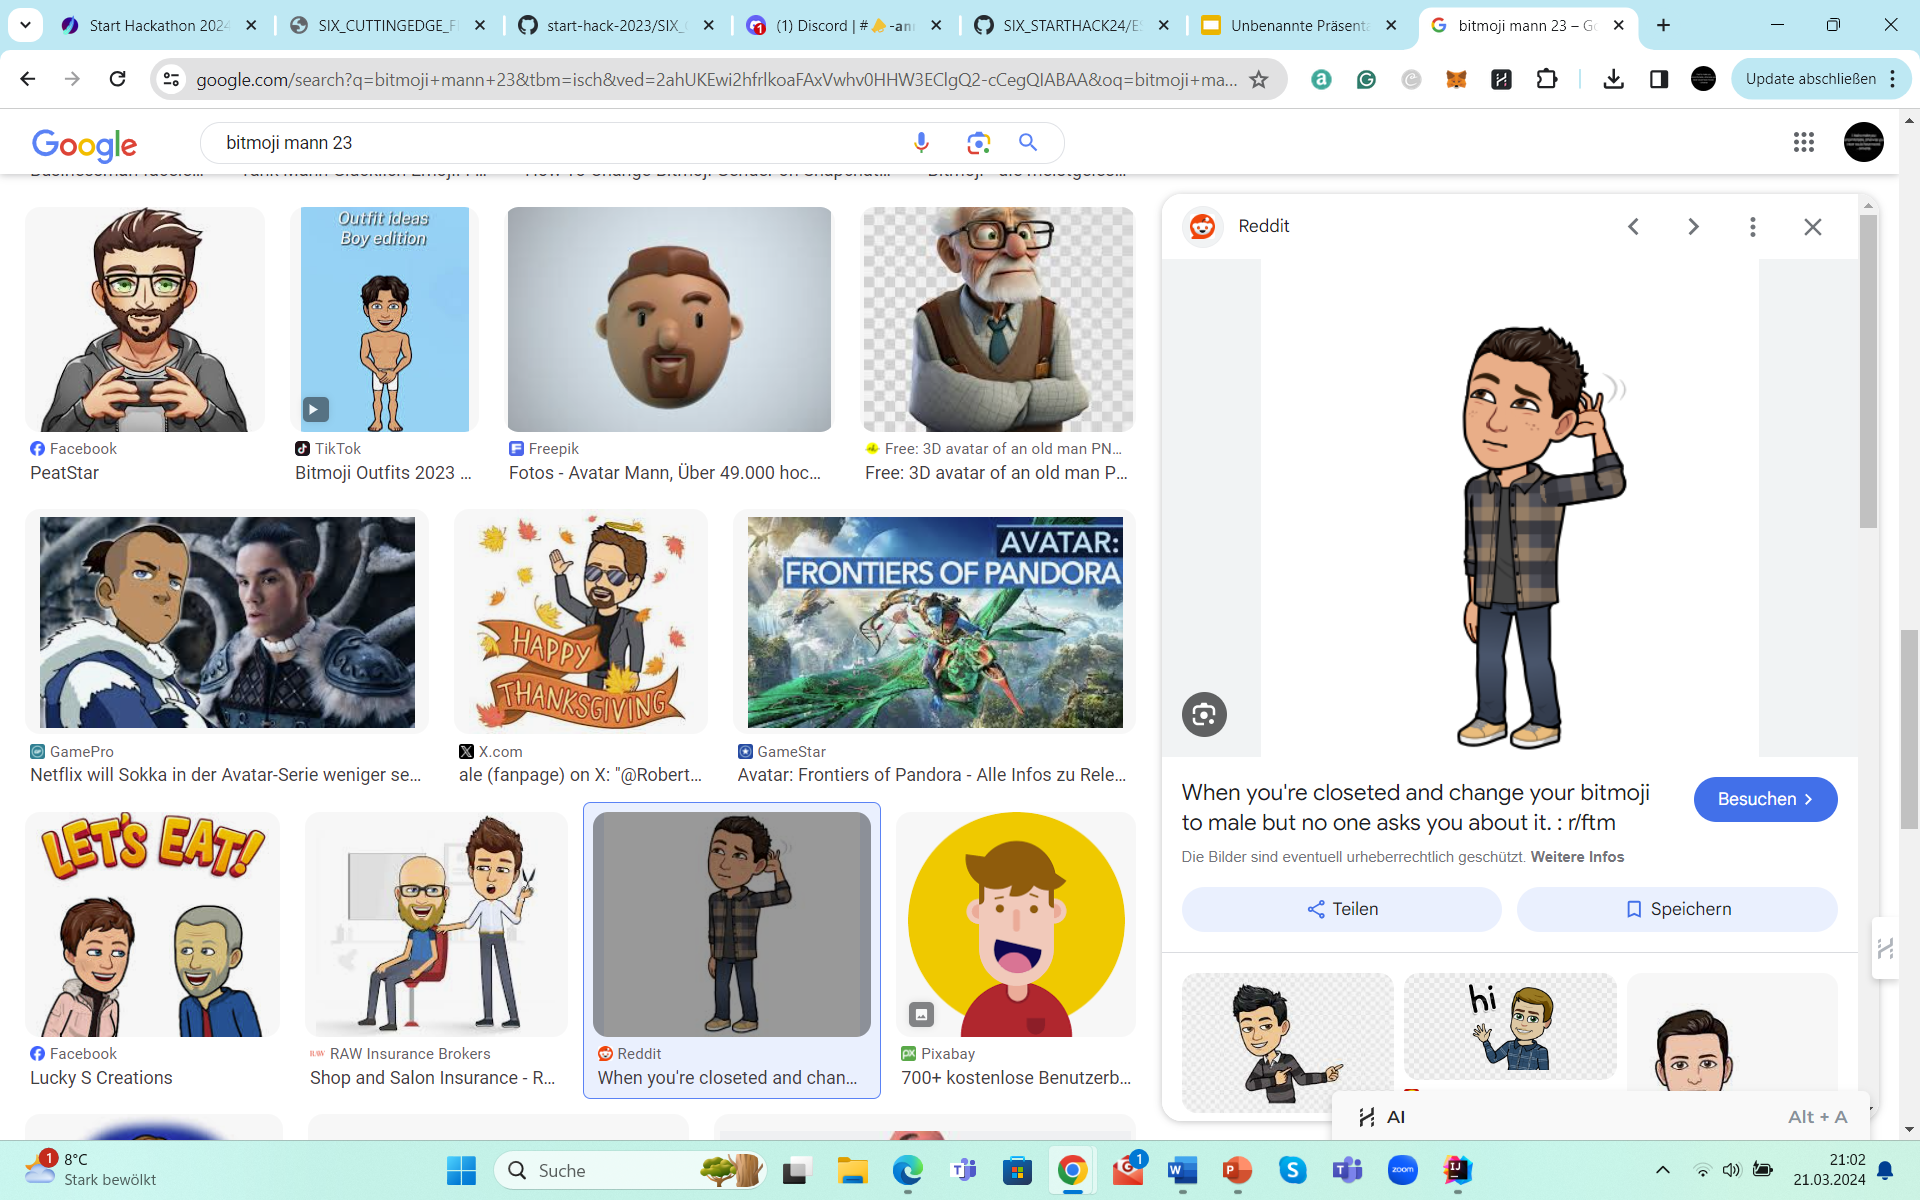 Start Hackathon 2024
SIX_CUTTINGEDGE_F
start-hack-2023/SIX_
(1) Discord | #
SIX_STARTHACK24/E
Unbenannte Präsenta
bitmoji mann 23 – G
google.com/search?q=bitmoji+mann+23&tbm=isch&ved=2ahUKEwi2hfrlkoaFAxVwhv0HHW3EClgQ2-cCegQIABAA&oq=bitmoji+ma...
Update abschließen
Google
bitmoji mann 23
Reddit
Outfit ideas
Boy edition
Facebook
PeatStar
TikTok
Bitmoji Outfits 2023 ...
Freepik
Fotos - Avatar Mann, Über 49.000 hoc...
Free: 3D avatar of an old man PN...
Free: 3D avatar of an old man P...
HAPPY
THANKSGIVING
AVATAR:
FRONTIERS OF PANDORA
GamePro
Netflix will Sokka in der Avatar-Serie weniger se...
X.com
ale (fanpage) on X: "@Robert...
GameStar
Avatar: Frontiers of Pandora - Alle Infos zu Rele...
When you're closeted and change your bitmoji
to male but no one asks you about it. : r/ftm
Besuchen
Die Bilder sind eventuell urheberrechtlich geschützt. Weitere Infos
Teilen
Speichern
LET'S EAT!
Facebook
Lucky S Creations
RAW Insurance Brokers
Shop and Salon Insurance - R...
Reddit
When you're closeted and chan...
Pixabay
700+ kostenlose Benutzerb...
hi
AI
Alt + A
1
8°C
Stark bewölkt
Suche
1
zoom
21:02
21.03.2024